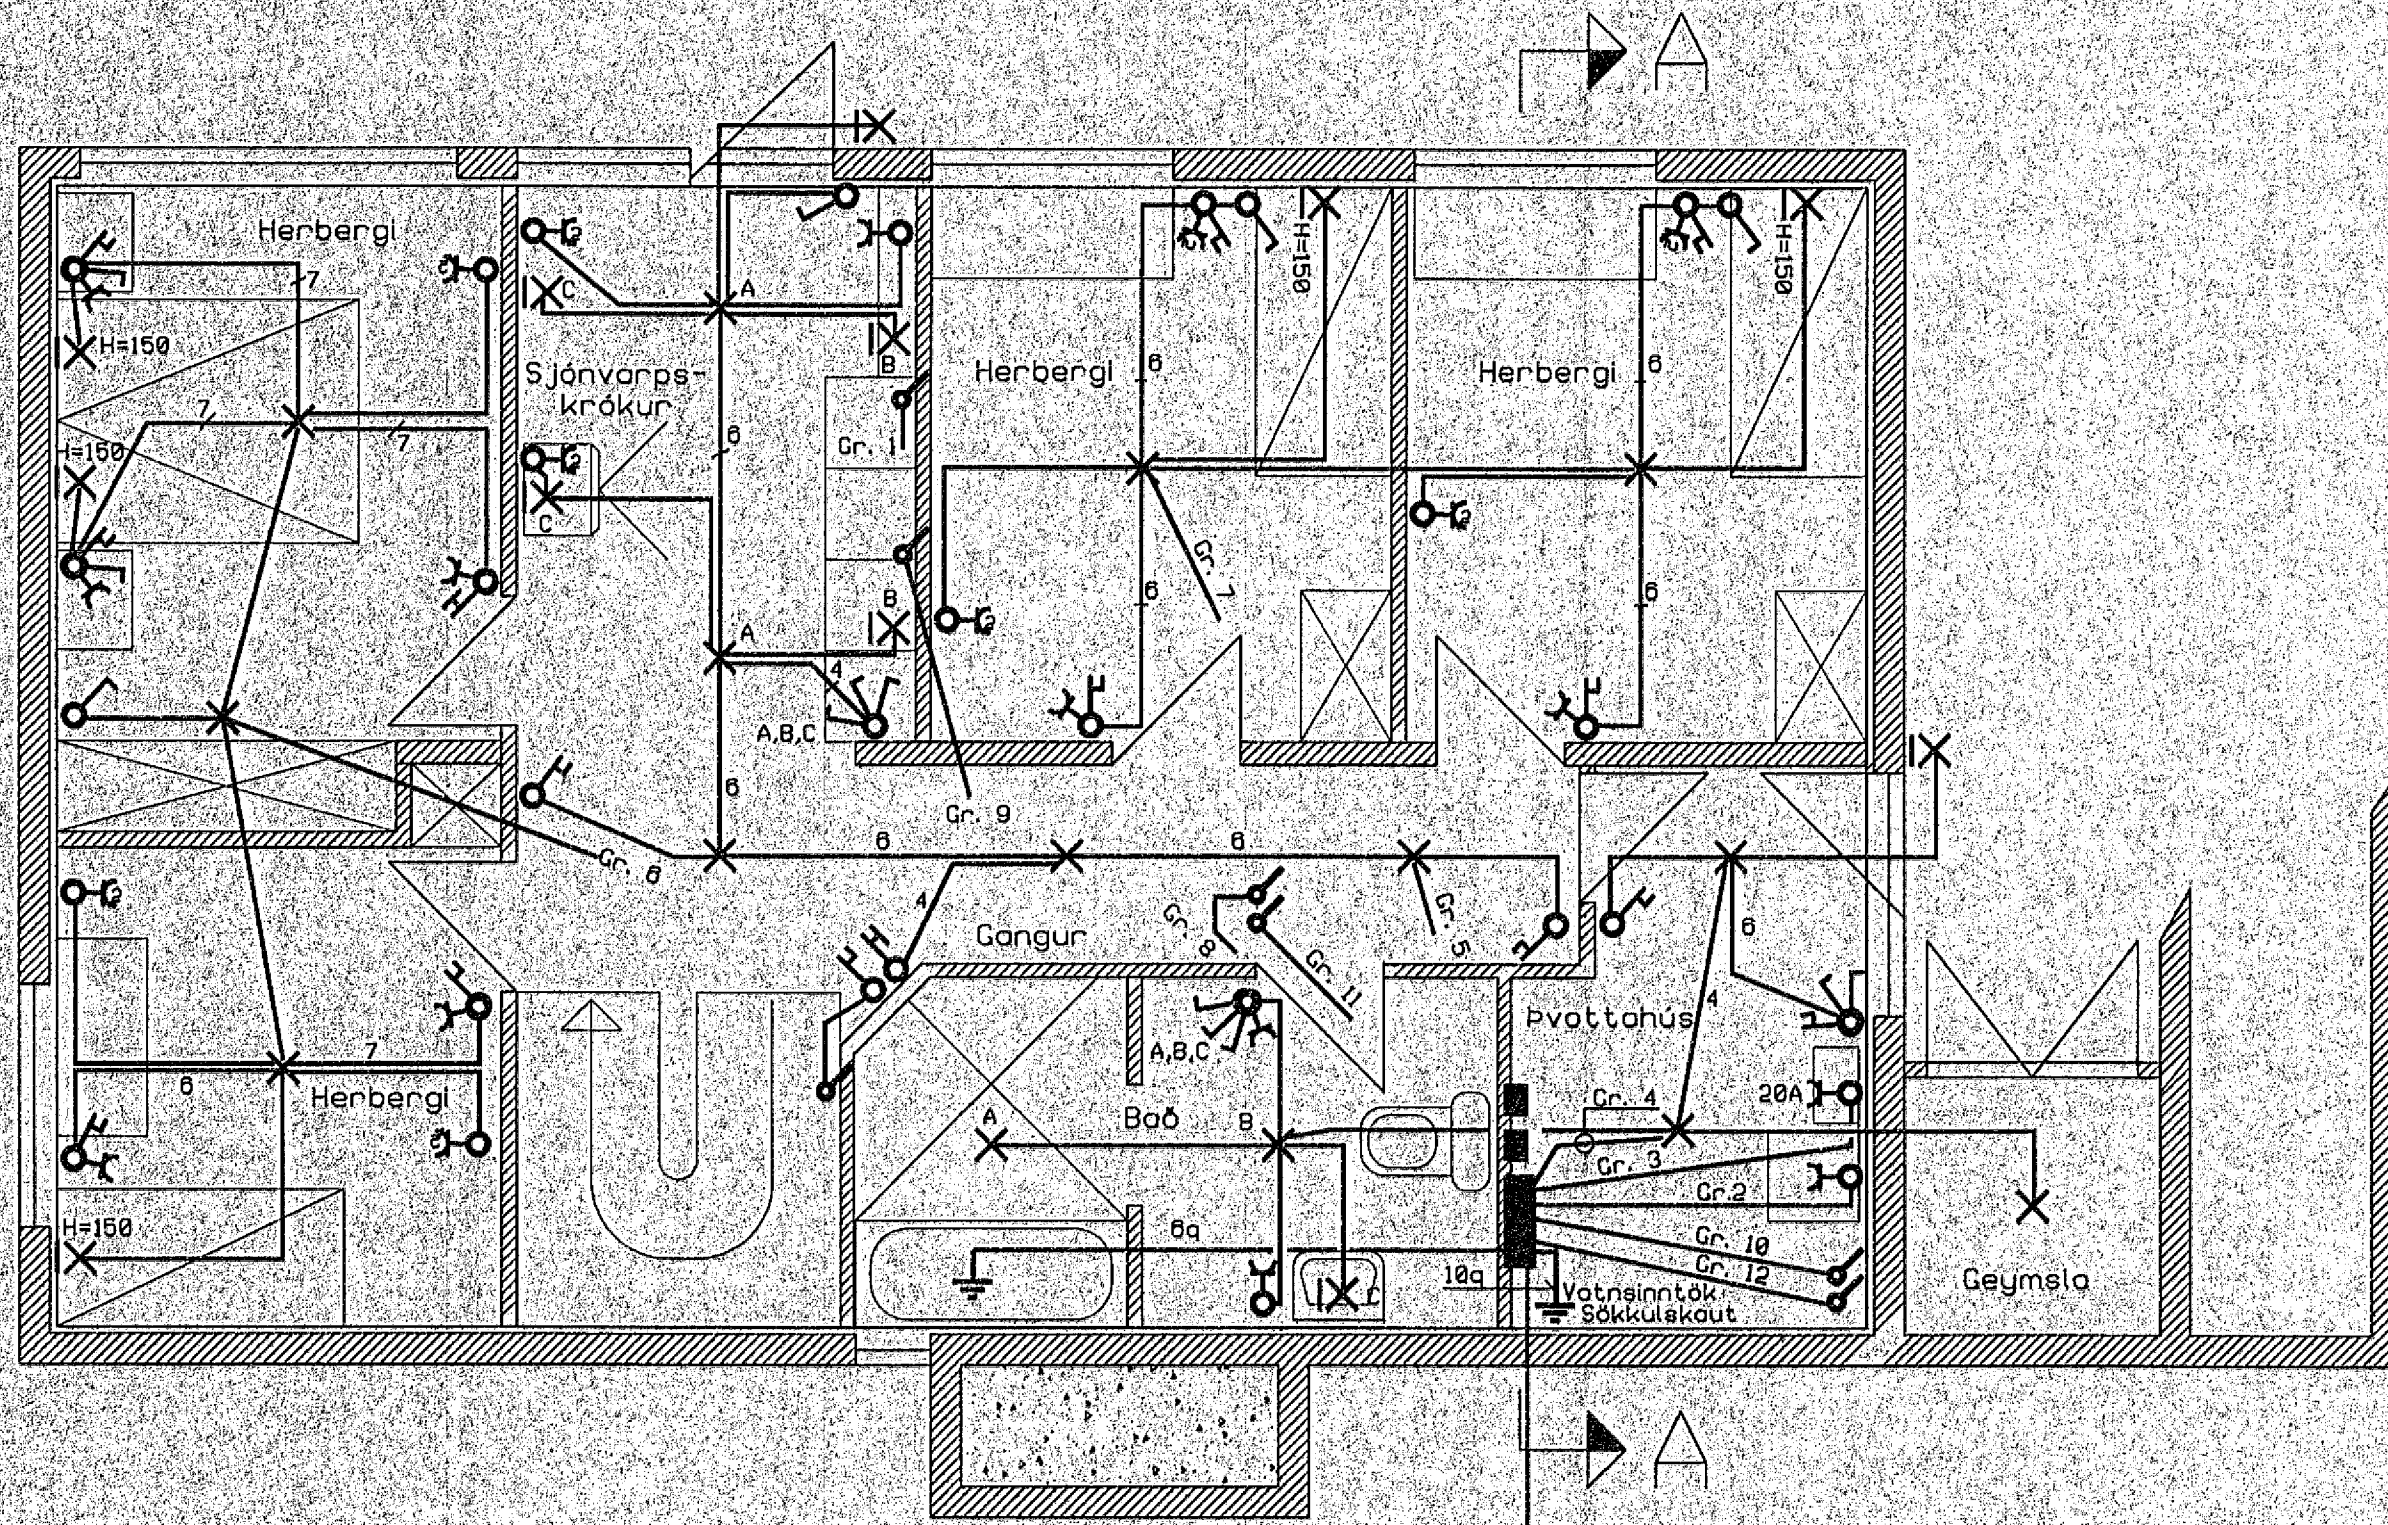 A
Herbergi
7
H=150
7
7
H=150
Sjónvarps-
krókur
C
A
B
Gr. 1
6
C
B
A
4
A,B,C
6
Herbergi
H=150
6
6
Gr. 7
Gr. 9
Herbergi
H=150
6
6
Gr. 6
6
6
4
Gangur
Gr. 8
Gr. 11
Gr. 5
6
4
Þvottahús
7
6
Herbergi
H=150
A,B,C
A
Bað
B
6q
C
10q
20A
Gr. 4
Gr. 3
Gr.2
Gr. 10
Gr. 12
Vatnsinntök
Sökkulskaut
Geymsla
A